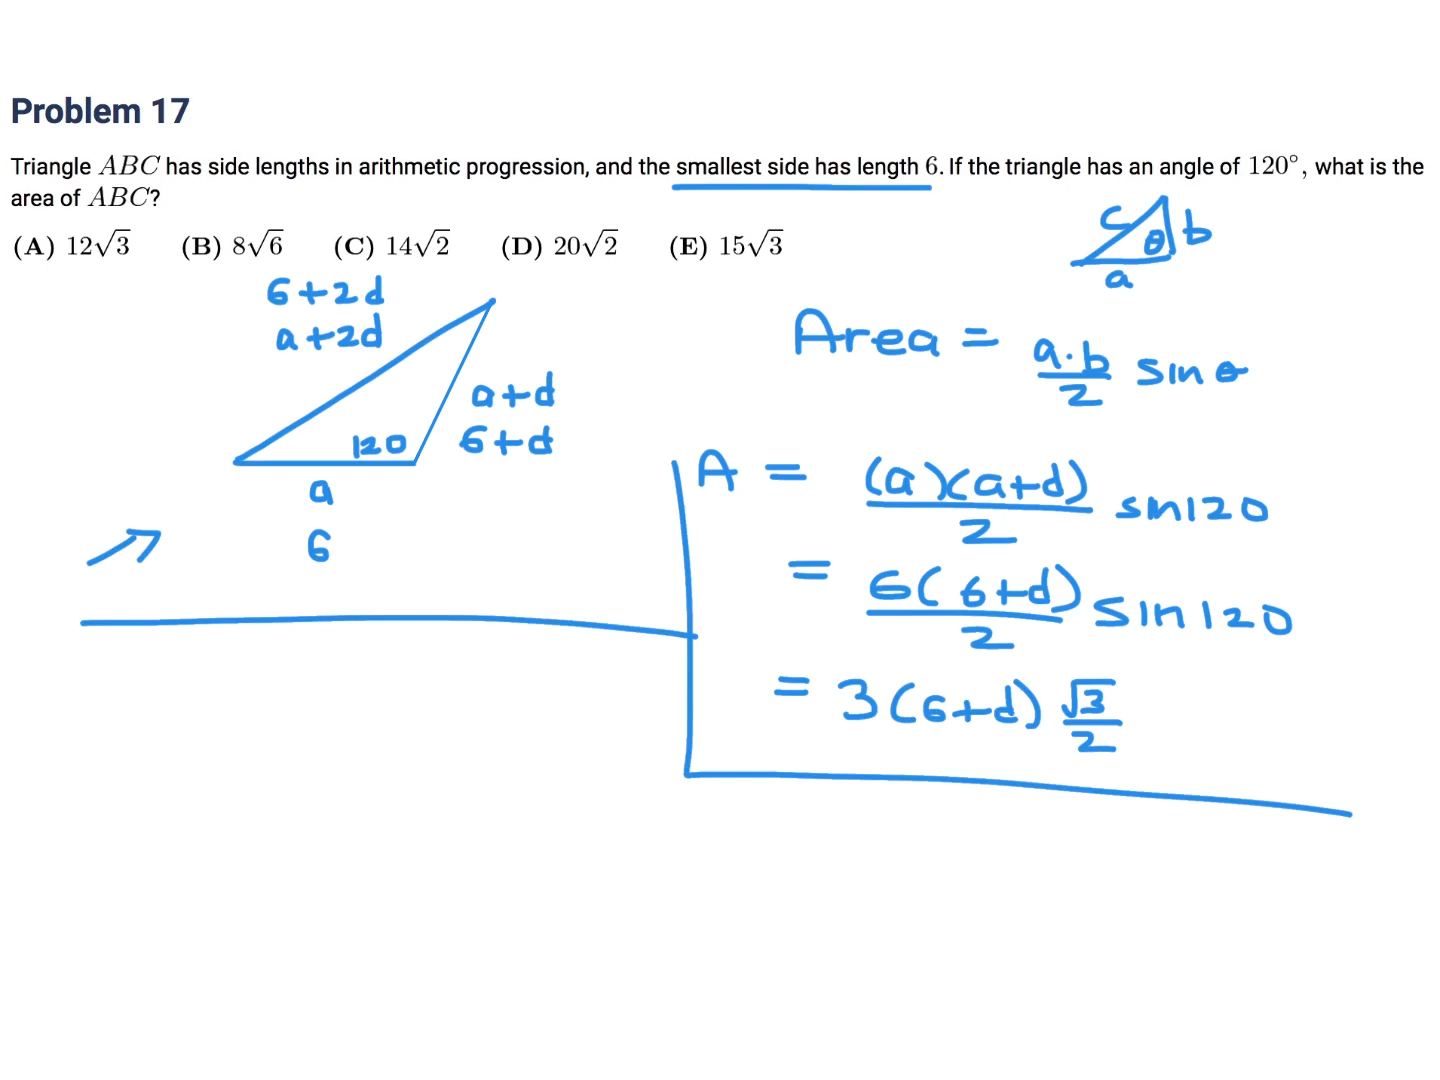 Problem 17
Triangle ABC has side lengths in arithmetic progression, and the smallest side has length 6. If the triangle has an angle of 120°, what is the
area of ABC?
(A) 12√3 (B) 8√6 (C) 14√2 (D) 20√2 (E) 15√3
c
θ
b
a
6+2d
a+2d
a+d
6+d
120
a
6
Area = a·b/2 sin θ
A = (a)(a+d)/2 sin120
= 6(6+d)/2 sin120
= 3(6+d) √3/2